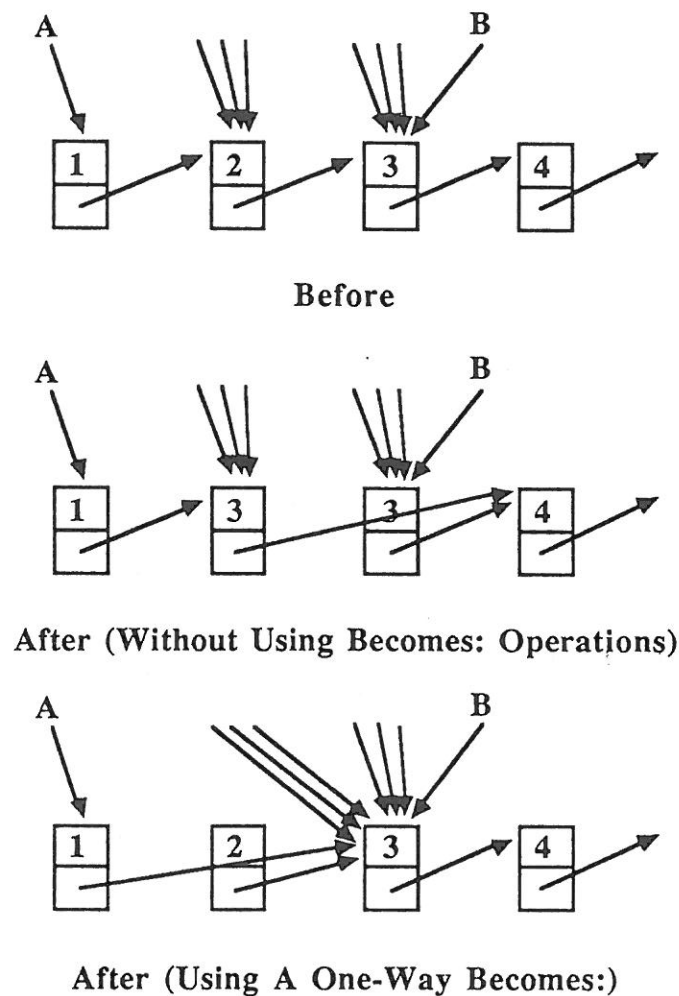 A B
1 2 3 4
Before
A B
1 3 3 4
After (Without Using Becomes: Operations)
A B
1 2 3 4
After (Using A One-Way Becomes:)